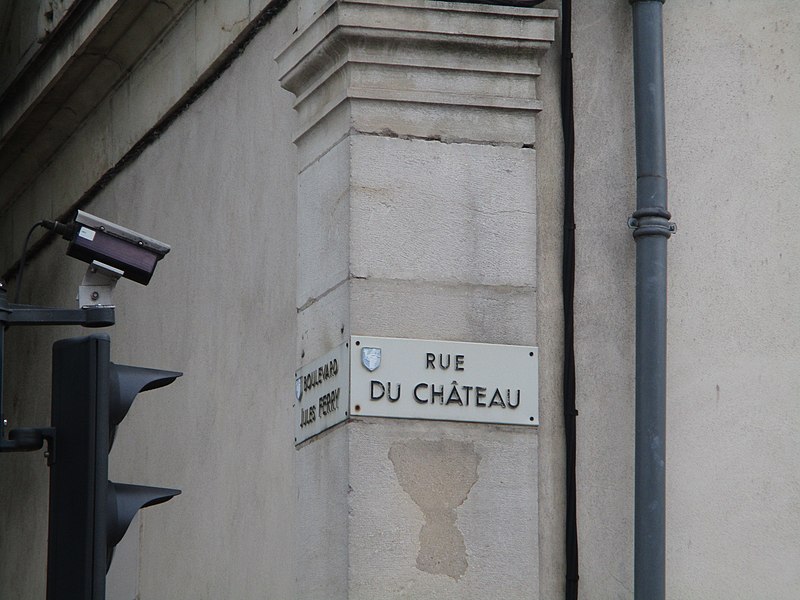 BOULEVARD
JULES FERRY
RUE
DU CHÂTEAU